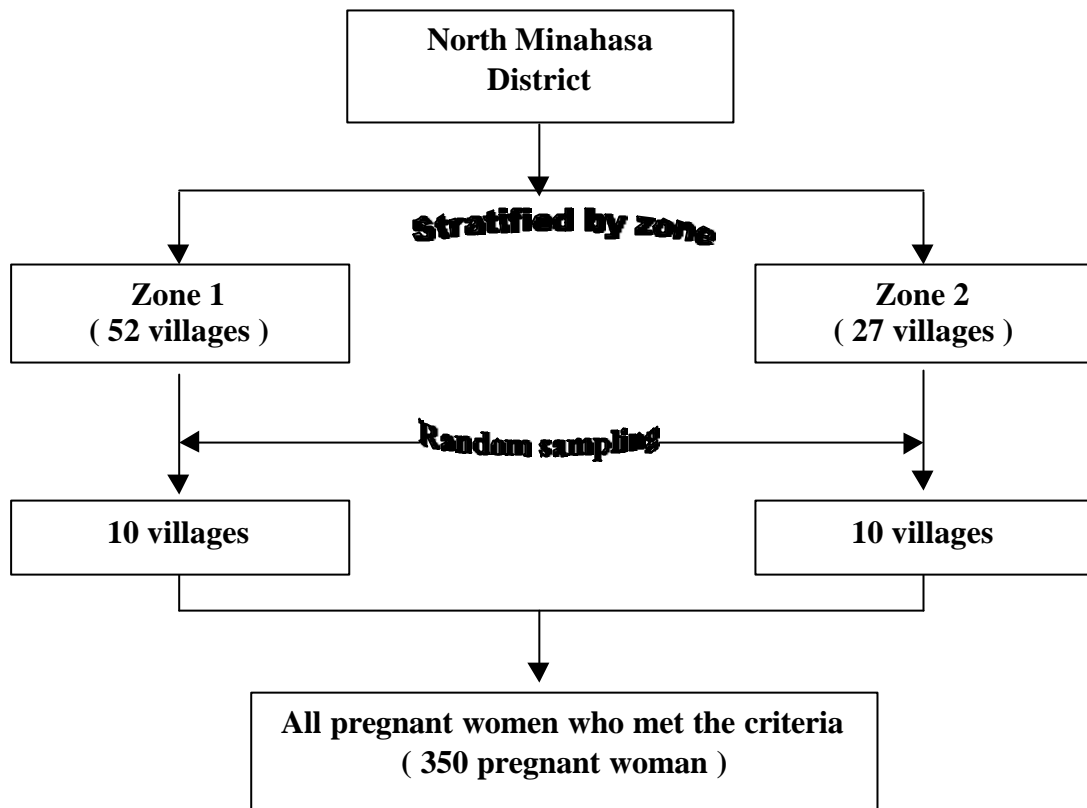 North Minahasa
District
Stratified by zone
Zone 1
( 52 villages )
Zone 2
( 27 villages )
Random sampling
10 villages
10 villages
All pregnant women who met the criteria
( 350 pregnant woman )